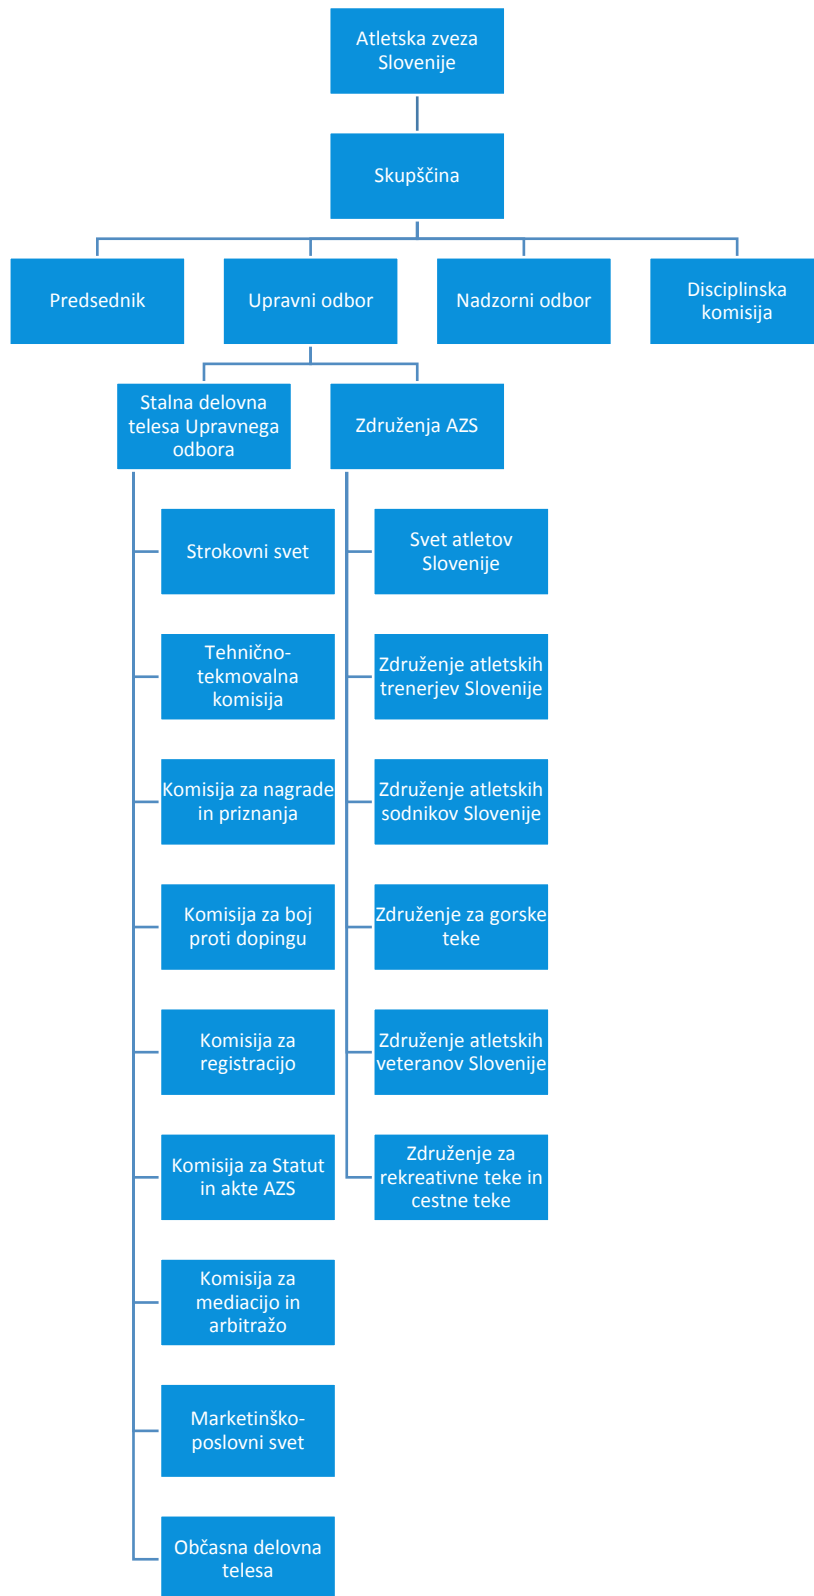 Atletska zveza
Slovenije
Skupščina
Predsednik
Upravni odbor
Nadzorni odbor
Disciplinska
komisija
Stalna delovna
telesa Upravnega
odbora
Združenja AZS
Strokovni svet
Svet atletov
Slovenije
Tehnično-
tekmovalna
komisija
Združenje atletskih
trenerjev Slovenije
Komisija za nagrade
in priznanja
Združenje atletskih
sodnikov Slovenije
Komisija za boj
proti dopingu
Združenje za gorske
teke
Komisija za
registracijo
Združenje atletskih
veteranov Slovenije
Komisija za Statut
in akte AZS
Združenje za
rekreativne teke in
cestne teke
Komisija za
mediacijo in
arbitražo
Marketinško-
poslovni svet
Občasna delovna
telesa